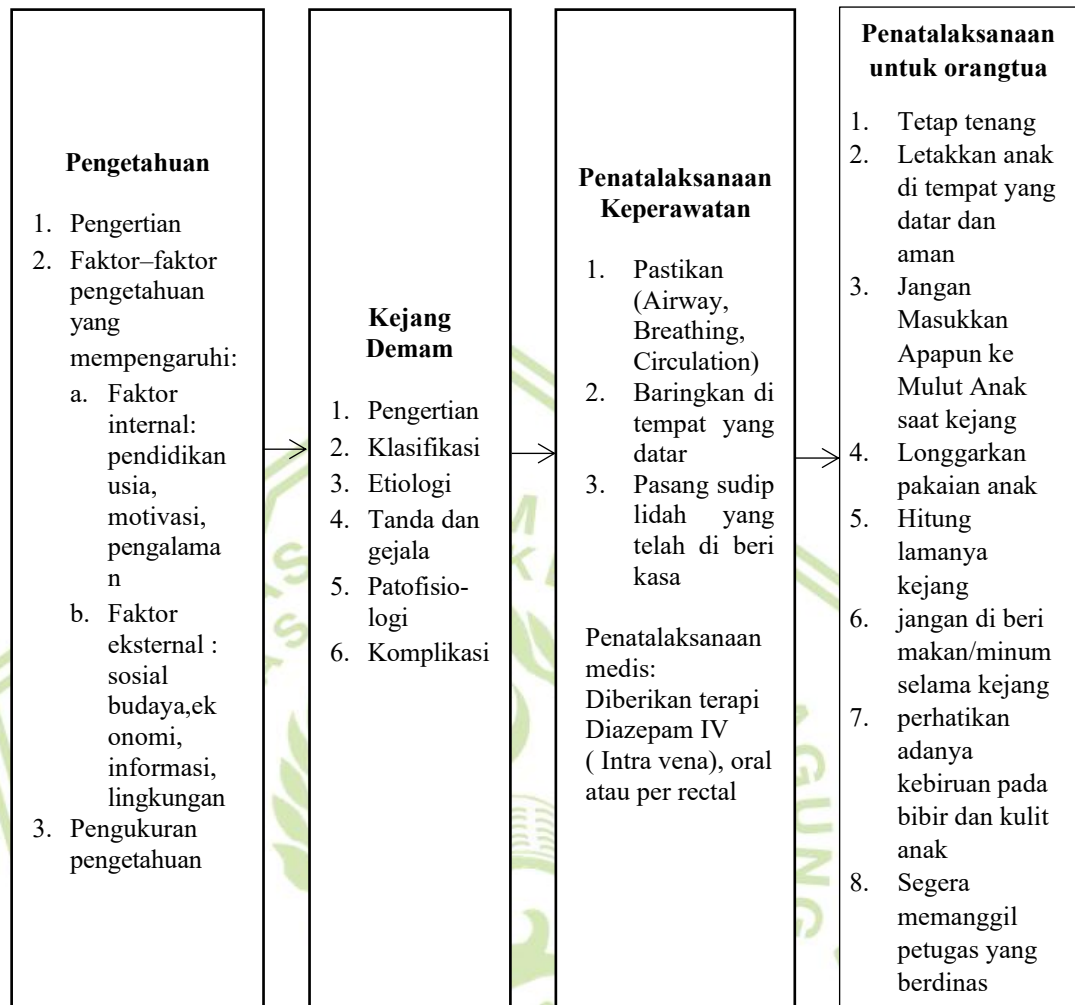 Pengetahuan
1. Pengertian
2. Faktor–faktor
pengetahuan
yang
mempengaruhi:
a. Faktor
internal:
pendidikan
usia,
motivasi,
pengalama
n
b. Faktor
eksternal :
sosial
budaya,ek
onomi,
informasi,
lingkungan
3. Pengukuran
pengetahuan
Kejang
Demam
1. Pengertian
2. Klasifikasi
3. Etiologi
4. Tanda dan
gejala
5. Patofisio-
logi
6. Komplikasi
Penatalaksanaan
Keperawatan
1. Pastikan
(Airway,
Breathing,
Circulation)
2. Baringkan di
tempat yang
datar
3. Pasang sudip
lidah yang
telah di beri
kasa
Penatalaksanaan
medis:
Diberikan terapi
Diazepam IV
( Intra vena), oral
atau per rectal
Penatalaksanaan
untuk orangtua
1. Tetap tenang
2. Letakkan anak
di tempat yang
datar dan
aman
3. Jangan
Masukkan
Apapun ke
Mulut Anak
saat kejang
4. Longgarkan
pakaian anak
5. Hitung
lamanya
kejang
6. jangan di beri
makan/minum
selama kejang
7. perhatikan
adanya
kebiruan pada
bibir dan kulit
anak
8. Segera
memanggil
petugas yang
berdinas